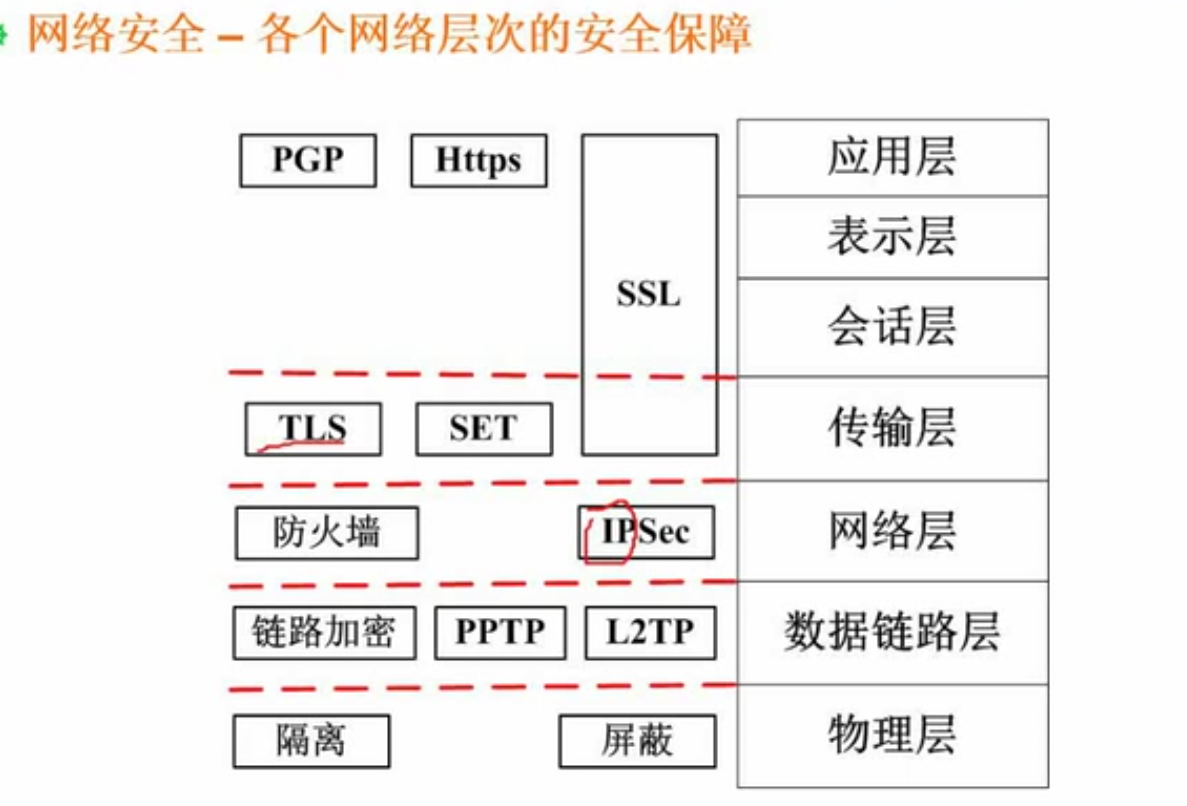 网络安全 – 各个网络层次的安全保障
PGP Https 应用层
表示层
SSL
会话层
TLS SET 传输层
防火墙 IPSec 网络层
链路加密 PPTP L2TP 数据链路层
隔离 屏蔽 物理层